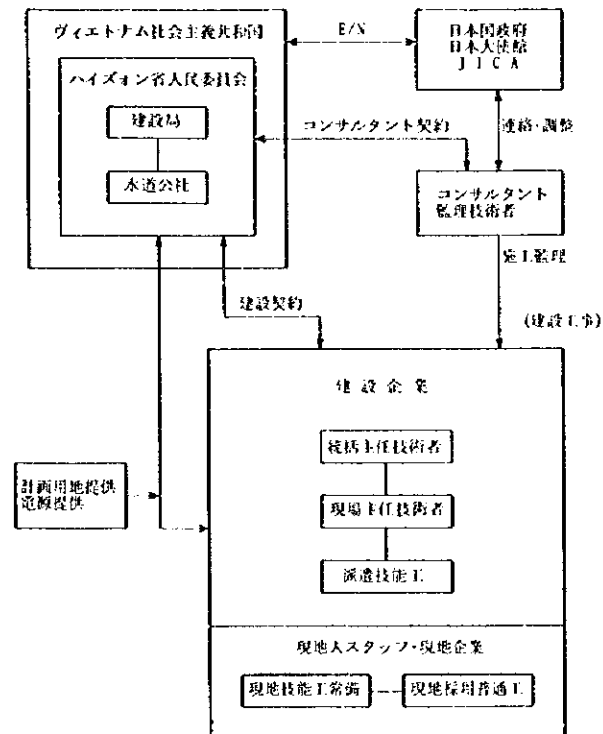 ヴィエトナム社会主義共和国
E/N
日本国政府
日本大使館
JICA
ハイズォン省人民委員会
建設局
水道公社
コンサルタント契約
連絡・調整
コンサルタント
監理技術者
施工監理
建設契約
(建設工事)
建設企業
統括主任技術者
現場主任技術者
派遣技能工
計画用地提供
電源提供
現地人スタッフ・現地企業
現地技能工常備
現地採用普通工